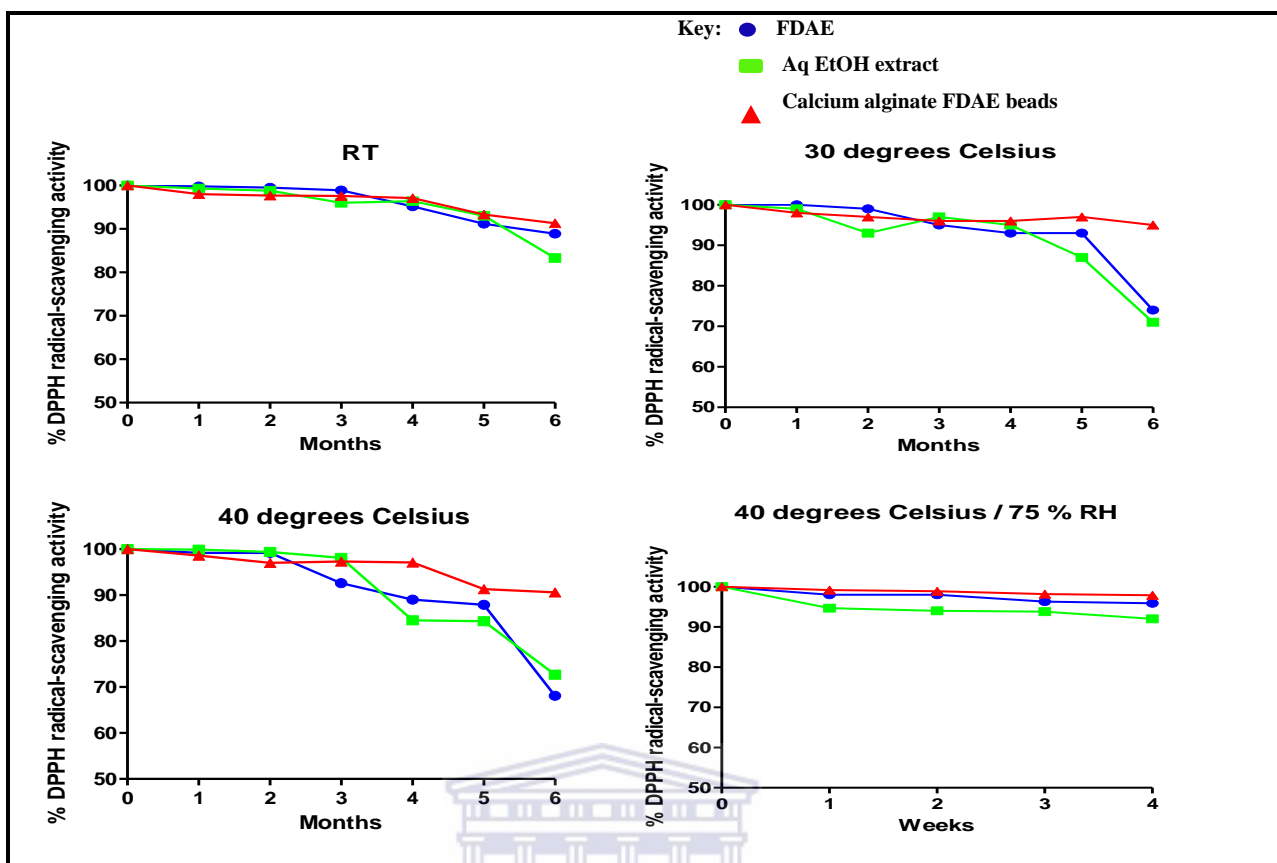 Key: FDAE
Aq EtOH extract
Calcium alginate FDAE beads
RT
% DPPH radical-scavenging activity
100
90
80
70
60
50
0 1 2 3 4 5 6
Months
30 degrees Celsius
% DPPH radical-scavenging activity
100
90
80
70
60
50
0 1 2 3 4 5 6
Months
40 degrees Celsius
% DPPH radical-scavenging activity
100
90
80
70
60
50
0 1 2 3 4 5 6
Months
40 degrees Celsius / 75 % RH
% DPPH radical-scavenging activity
100
90
80
70
60
50
0 1 2 3 4
Weeks